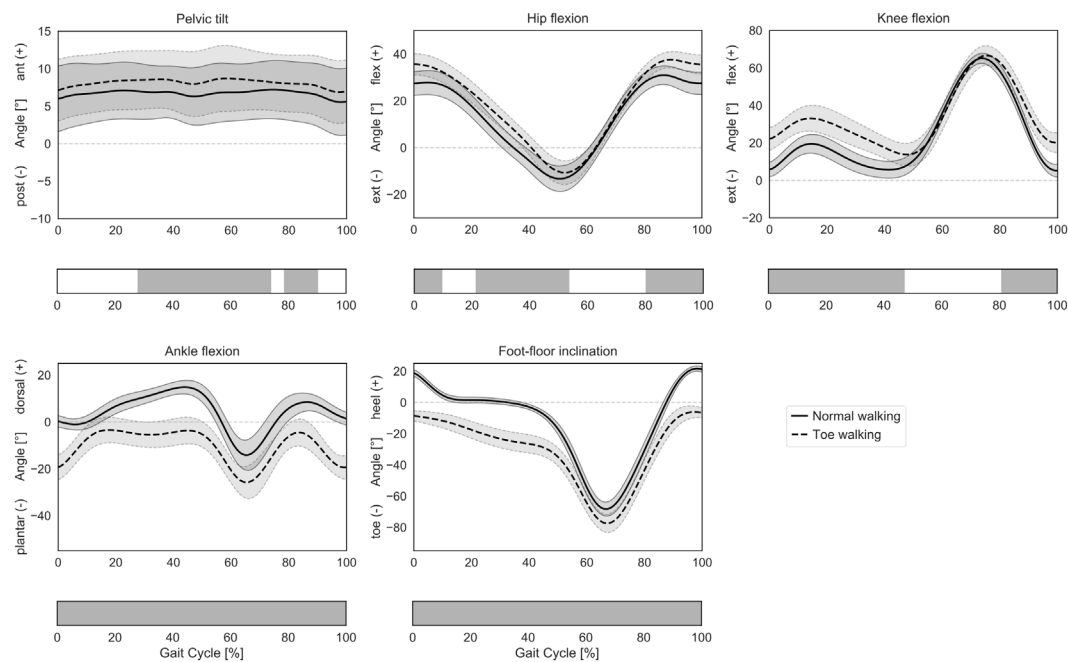 Pelvic tilt
Hip flexion
Knee flexion
post (-) Angle [°] ant (+)
15
10
5
0
−5
−10
0 20 40 60 80 100
ext (-) Angle [°] flex (+)
40
20
0
−20
0 20 40 60 80 100
ext (-) Angle [°] flex (+)
80
60
40
20
0
−20
0 20 40 60 80 100
0 20 40 60 80 100
0 20 40 60 80 100
0 20 40 60 80 100
Ankle flexion
Foot-floor inclination
plantar (-) Angle [°] dorsal (+)
20
0
−20
−40
0 20 40 60 80 100
toe (-) Angle [°] heel (+)
20
0
−20
−40
−60
−80
0 20 40 60 80 100
Normal walking
Toe walking
0 20 40 60 80 100
Gait Cycle [%]
0 20 40 60 80 100
Gait Cycle [%]